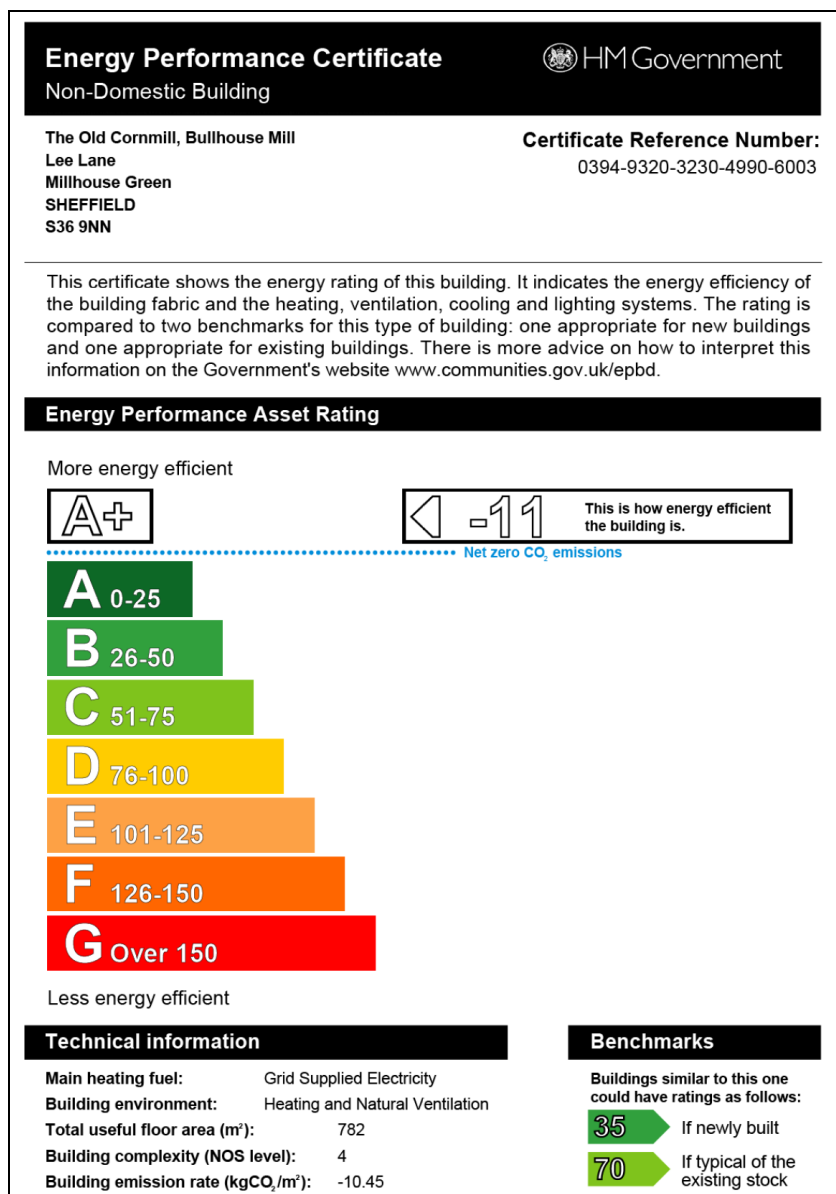 Energy Performance Certificate
HM Government
Non-Domestic Building
The Old Cornmill, Bullhouse Mill
Lee Lane
Millhouse Green
SHEFFIELD
S36 9NN
Certificate Reference Number:
0394-9320-3230-4990-6003
This certificate shows the energy rating of this building. It indicates the energy efficiency of
the building fabric and the heating, ventilation, cooling and lighting systems. The rating is
compared to two benchmarks for this type of building: one appropriate for new buildings
and one appropriate for existing buildings. There is more advice on how to interpret this
information on the Government's website www.communities.gov.uk/epbd.
Energy Performance Asset Rating
More energy efficient
A+
-11
This is how energy efficient
the building is.
Net zero CO₂ emissions
A 0-25
B 26-50
C 51-75
D 76-100
E 101-125
F 126-150
G Over 150
Less energy efficient
Technical information
Main heating fuel: Grid Supplied Electricity
Building environment: Heating and Natural Ventilation
Total useful floor area (m²): 782
Building complexity (NOS level): 4
Building emission rate (kgCO₂/m²): -10.45
Benchmarks
Buildings similar to this one
could have ratings as follows:
35 If newly built
70 If typical of the
existing stock